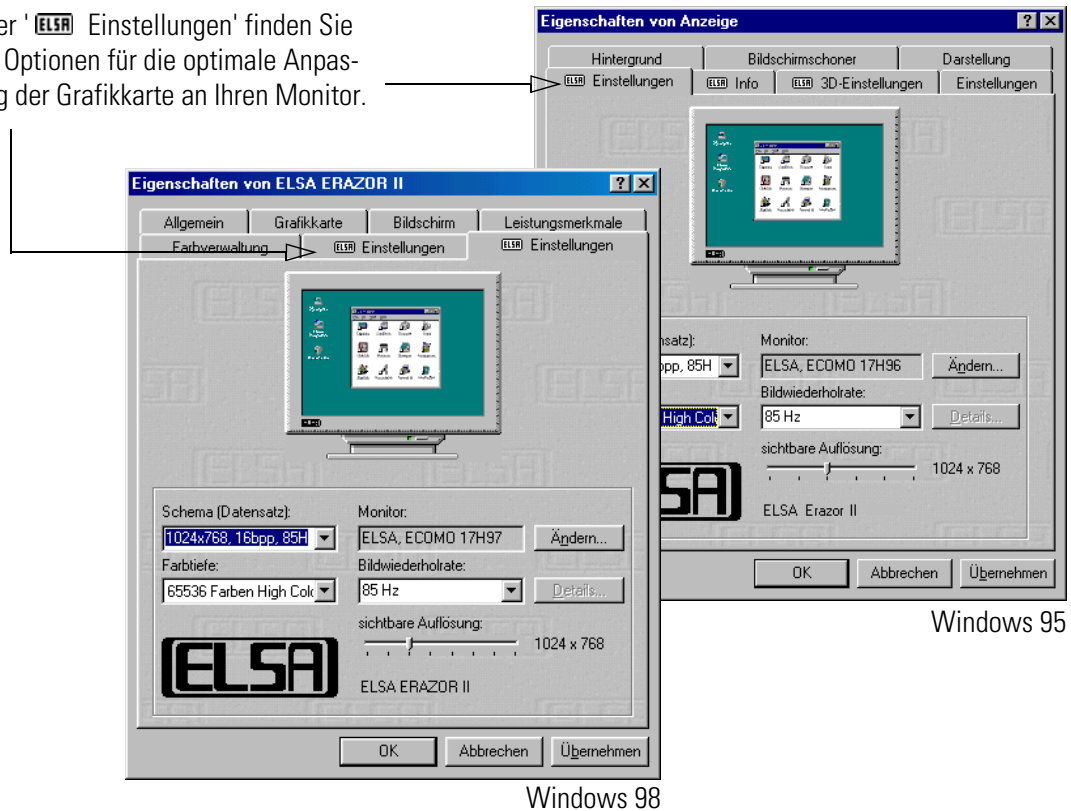 er 'ELSA Einstellungen' finden Sie
Optionen für die optimale Anpas-
g der Grafikkarte an Ihren Monitor.
Eigenschaften von Anzeige
Hintergrund Bildschirmschoner Darstellung
ELSA Einstellungen ELSA Info ELSA 3D-Einstellungen Einstellungen
nsatz): Monitor:
bpp, 85H ELSA, ECOMO 17H96 Ändern...
Bildwiederholrate:
High Colo 85 Hz Details...
sichtbare Auflösung:
1024 x 768
ELSA Erazor II
OK Abbrechen Übernehmen
Windows 95
Eigenschaften von ELSA ERAZOR II
Allgemein Grafikkarte Bildschirm Leistungsmerkmale
Farbverwaltung ELSA Einstellungen ELSA Einstellungen
Schema (Datensatz): Monitor:
1024x768, 16bpp, 85H ELSA, ECOMO 17H97 Ändern...
Farbtiefe: Bildwiederholrate:
65536 Farben High Colo 85 Hz Details...
sichtbare Auflösung:
1024 x 768
ELSA
ELSA ERAZOR II
OK Abbrechen Übernehmen
Windows 98